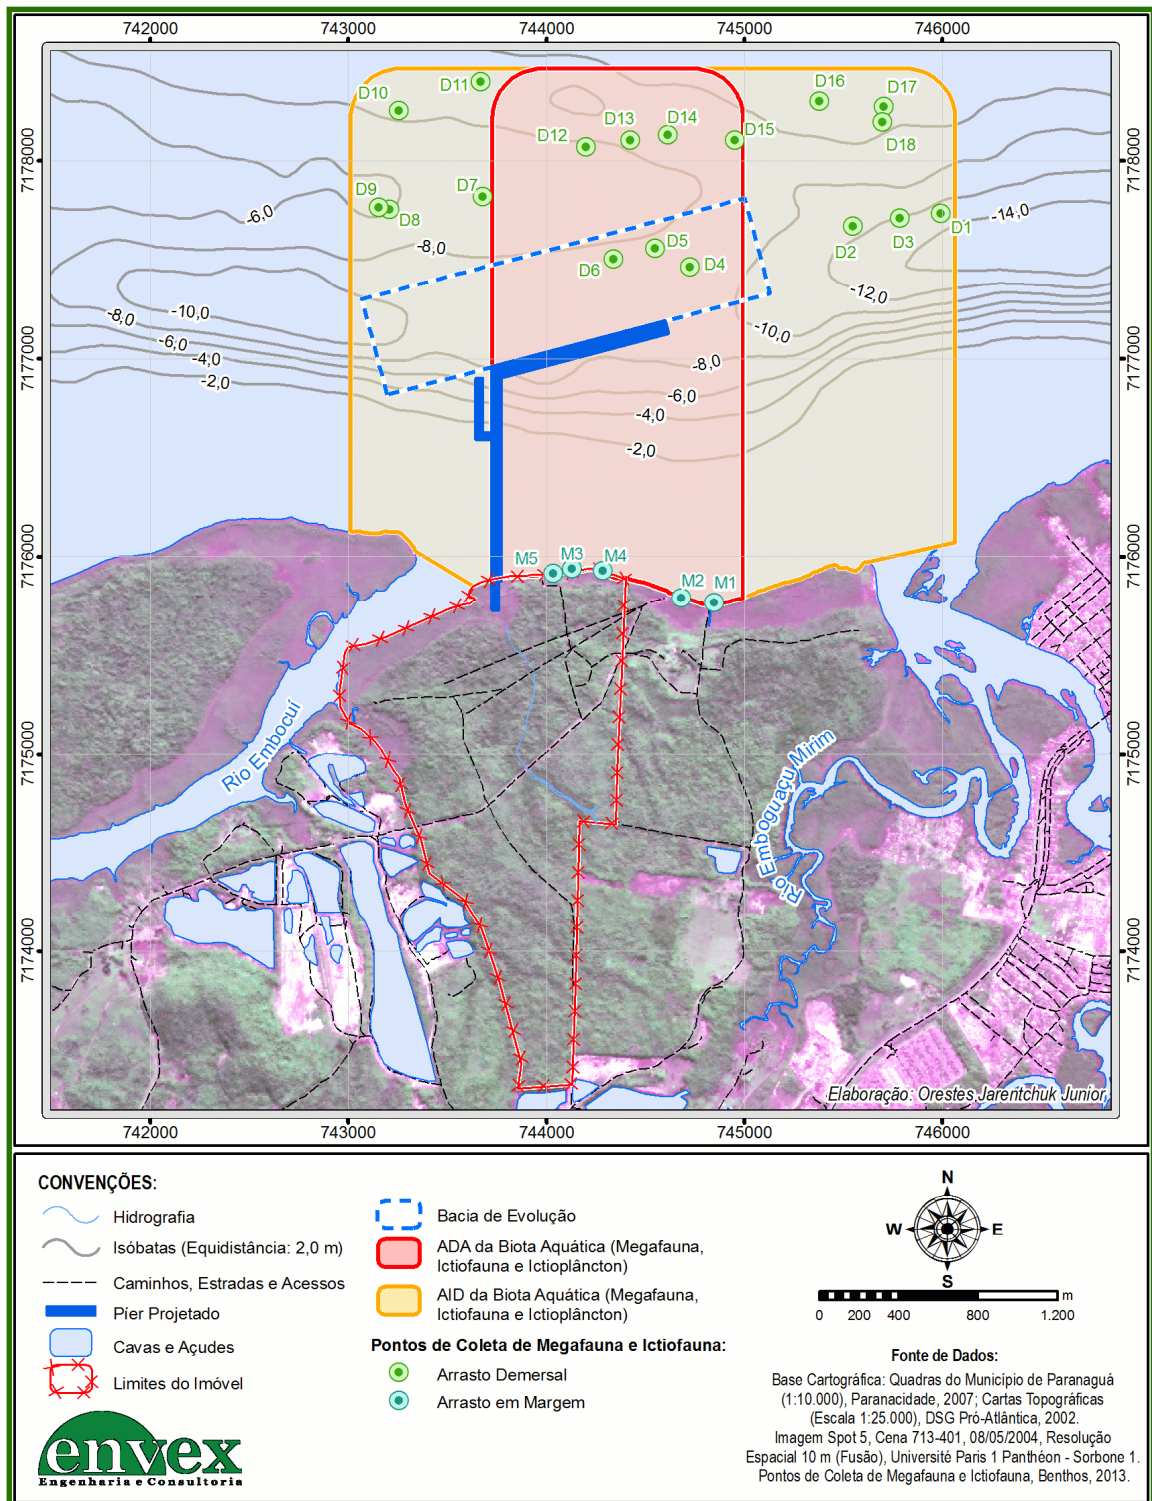 742000 743000 744000 745000 746000
D10
D11
D16
D17
D12
D13
D14
D15
D18
7178000
7178000
D9
D8
D7
-6,0
-8,0
D5
D6
D4
D2
D3
D1
-14,0
-12,0
-10,0
-8,0
-10,0
-6,0
-4,0
-2,0
7177000
7177000
-8,0
-6,0
-4,0
-2,0
7176000
7176000
M5
M3
M4
M2
M1
Rio Embocuí
Rio Emboguaçu Mirim
7175000
7175000
7174000
7174000
Elaboração: Orestes Jarentchuk Junior
742000 743000 744000 745000 746000
CONVENÇÕES:
Hidrografia
Isóbatas (Equidistância: 2,0 m)
Caminhos, Estradas e Acessos
Píer Projetado
Cavas e Açudes
Limites do Imóvel
envex
Engenharia e Consultoria
Bacia de Evolução
ADA da Biota Aquática (Megafauna,
Ictiofauna e Ictioplâncton)
AID da Biota Aquática (Megafauna,
Ictiofauna e Ictioplâncton)
Pontos de Coleta de Megafauna e Ictiofauna:
Arrasto Demersal
Arrasto em Margem
N
W E
S
m
0 200 400 800 1.200
Fonte de Dados:
Base Cartográfica: Quadras do Município de Paranaguá
(1:10.000), Paranacidade, 2007; Cartas Topográficas
(Escala 1:25.000), DSG Pró-Atlântica, 2002.
Imagem Spot 5, Cena 713-401, 08/05/2004, Resolução
Espacial 10 m (Fusão), Université Paris 1 Panthéon - Sorbone 1.
Pontos de Coleta de Megafauna e Ictiofauna, Benthos, 2013.